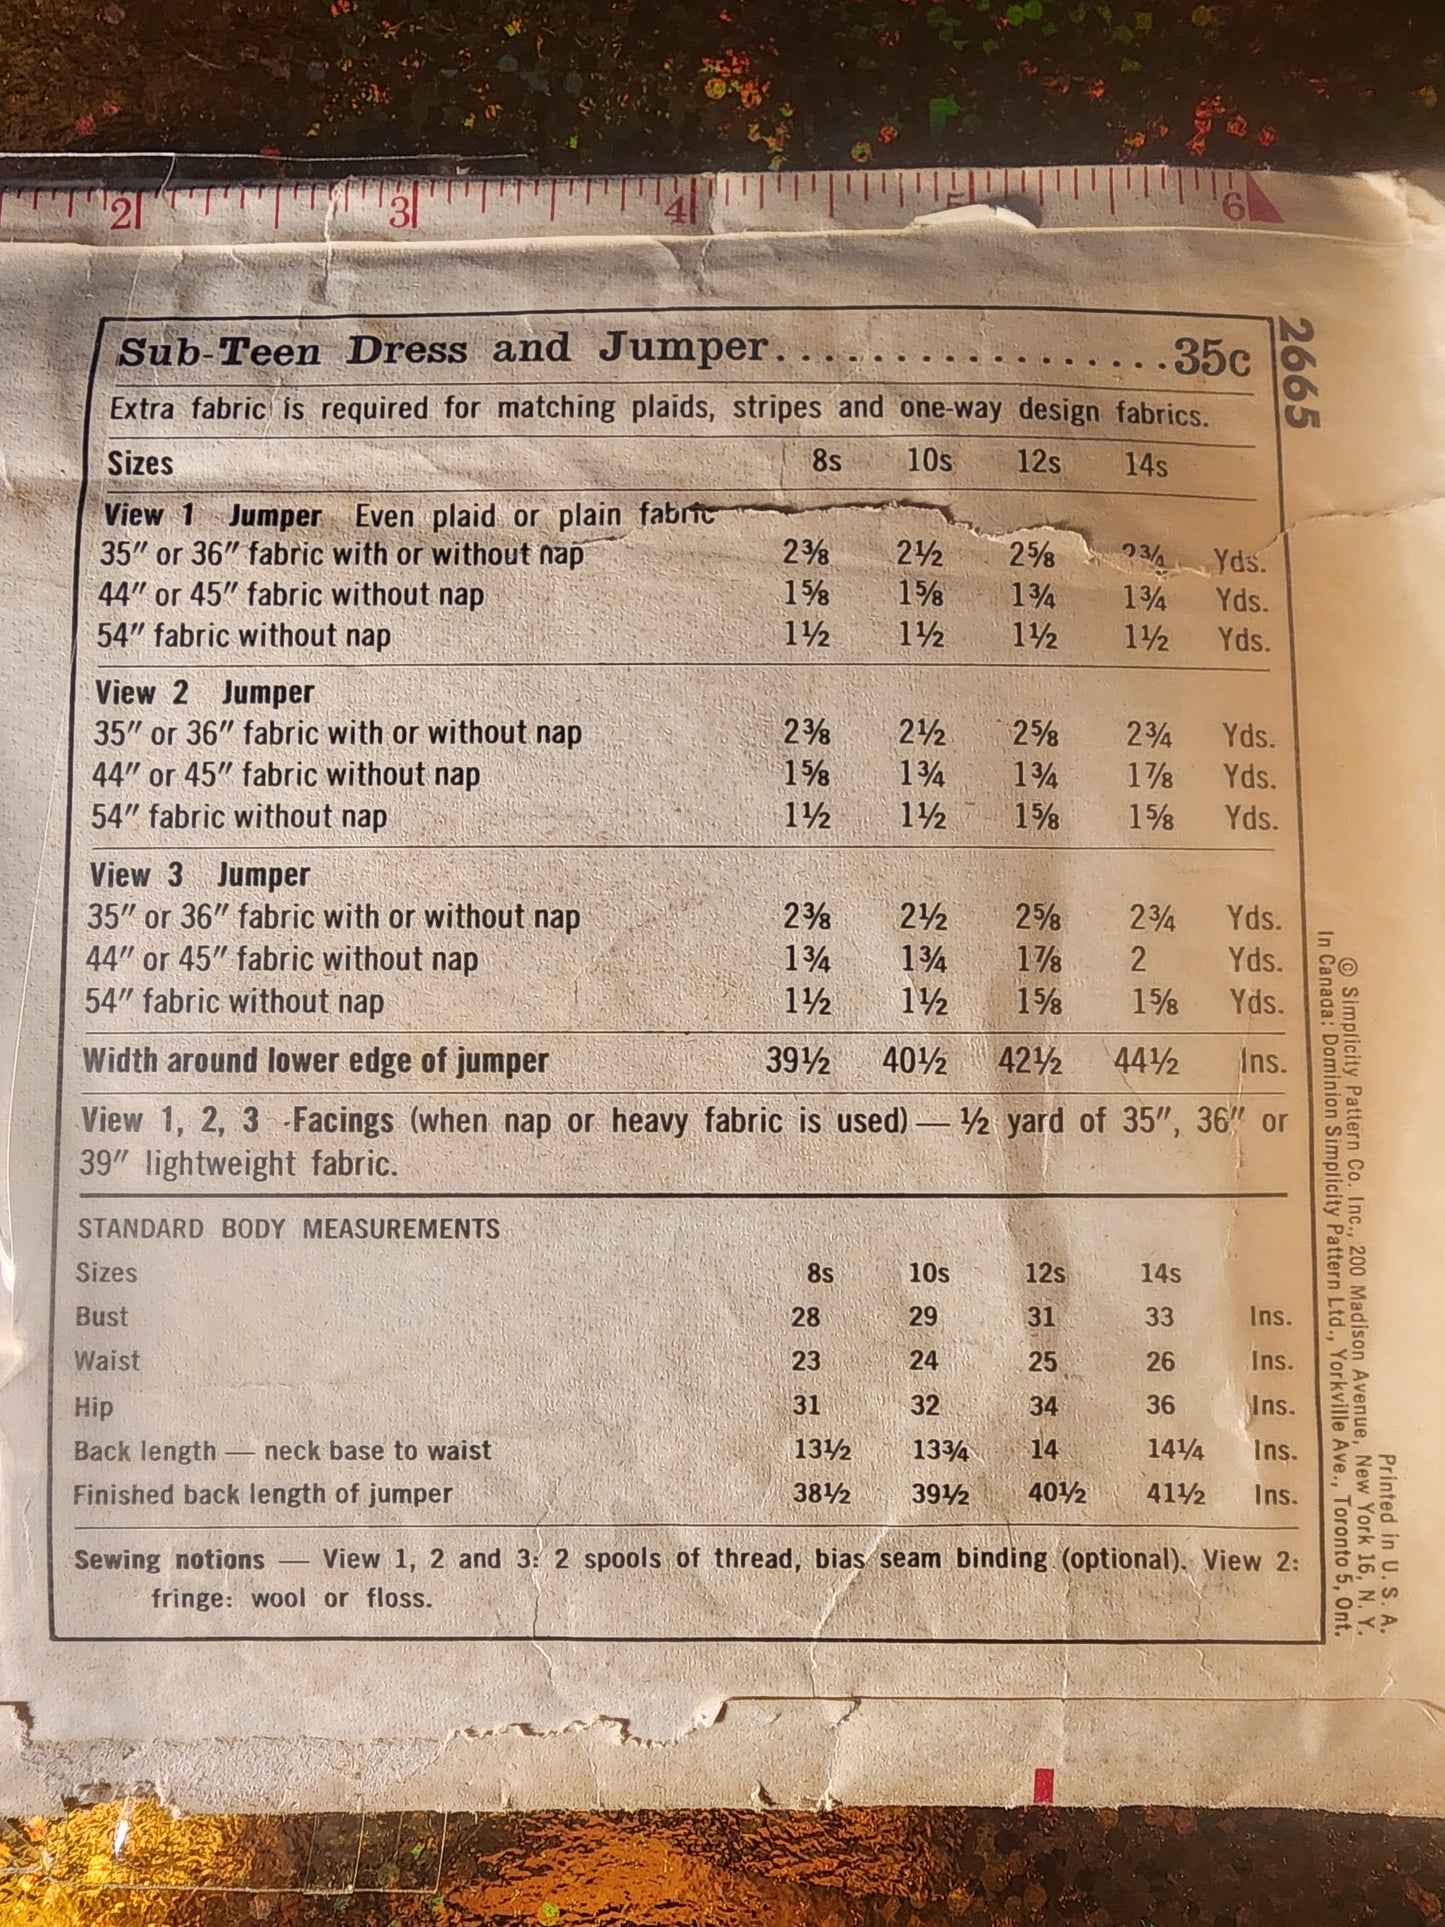 2 3 4 5 6
Sub-Teen Dress and Jumper.................35c
Extra fabric is required for matching plaids, stripes and one-way design fabrics.
Sizes 8s 10s 12s 14s
View 1 Jumper Even plaid or plain fabric
35″ or 36″ fabric with or without nap 2⅜ 2½ 2⅝ 2¾ Yds.
44″ or 45″ fabric without nap 1⅝ 1⅝ 1¾ 1¾ Yds.
54″ fabric without nap 1½ 1½ 1½ 1½ Yds.
View 2 Jumper
35″ or 36″ fabric with or without nap 2⅜ 2½ 2⅝ 2¾ Yds.
44″ or 45″ fabric without nap 1⅝ 1¾ 1¾ 1⅞ Yds.
54″ fabric without nap 1½ 1½ 1⅝ 1⅝ Yds.
View 3 Jumper
35″ or 36″ fabric with or without nap 2⅜ 2½ 2⅝ 2¾ Yds.
44″ or 45″ fabric without nap 1¾ 1¾ 1⅞ 2 Yds.
54″ fabric without nap 1½ 1½ 1⅝ 1⅝ Yds.
Width around lower edge of jumper 39½ 40½ 42½ 44½ Ins.
View 1, 2, 3 Facings (when nap or heavy fabric is used) — ½ yard of 35″, 36″ or
39″ lightweight fabric.
STANDARD BODY MEASUREMENTS
Sizes 8s 10s 12s 14s
Bust 28 29 31 33 Ins.
Waist 23 24 25 26 Ins.
Hip 31 32 34 36 Ins.
Back length — neck base to waist 13½ 13¾ 14 14¼ Ins.
Finished back length of jumper 38½ 39½ 40½ 41½ Ins.
Sewing notions — View 1, 2 and 3: 2 spools of thread, bias seam binding (optional). View 2:
fringe: wool or floss.
2665
Printed in U. S. A.
© Simplicity Pattern Co. Inc., 200 Madison Avenue, New York 16, N. Y.
In Canada: Dominion Simplicity Pattern Ltd., Yorkville Ave., Toronto 5, Ont.